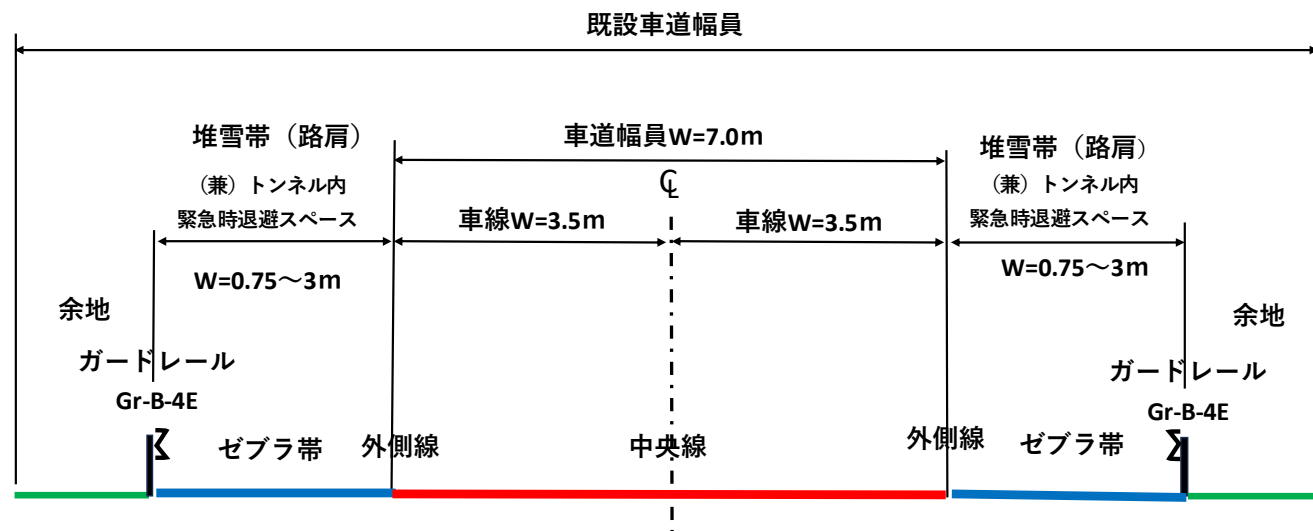 既設車道幅員
堆雪帯（路肩）
（兼）トンネル内
緊急時退避スペース
W=0.75～3m
車道幅員W=7.0m
℄
車線W=3.5m
車線W=3.5m
堆雪帯（路肩）
（兼）トンネル内
緊急時退避スペース
W=0.75～3m
余地
ガードレール
Gr-B-4E
ゼブラ帯
外側線
中央線
外側線
ゼブラ帯
余地
ガードレール
Gr-B-4E